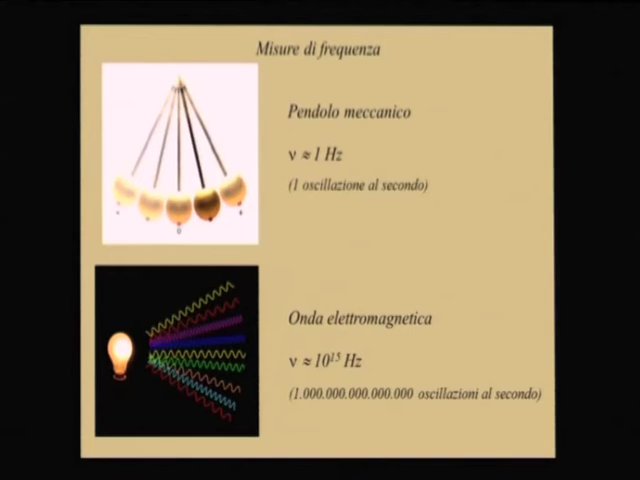 Misure di frequenza
Pendolo meccanico
ν ≈ 1 Hz
(1 oscillazione al secondo)
Onda elettromagnetica
ν ≈ 10¹⁵ Hz
(1.000.000.000.000.000 oscillazioni al secondo)